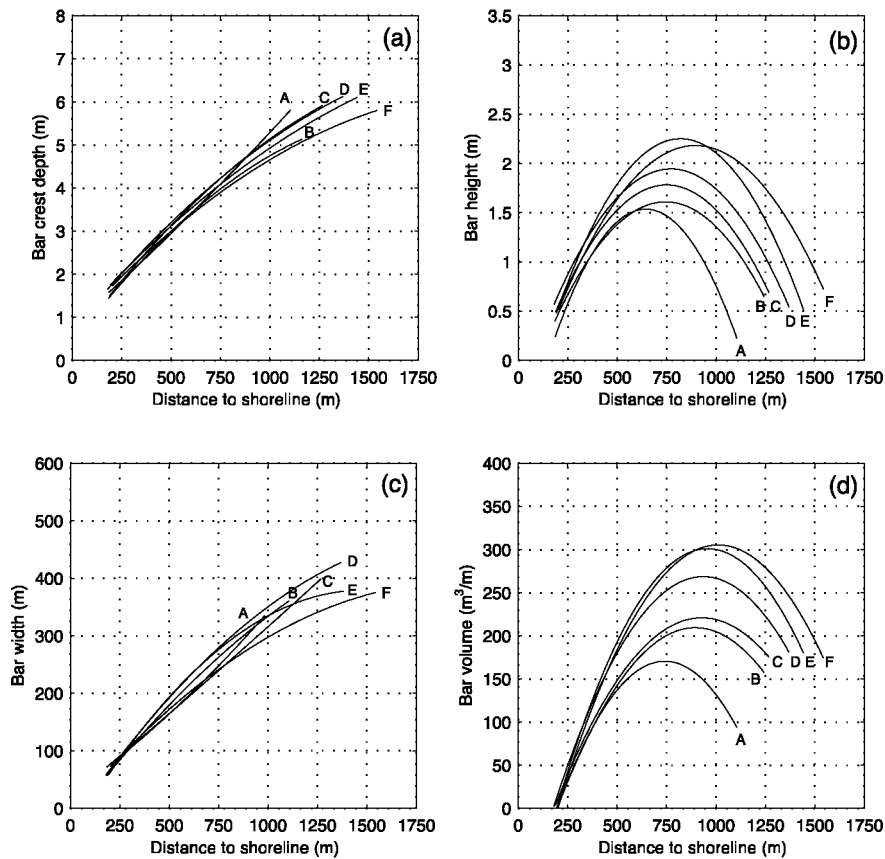 (a)
Bar crest depth (m)
8
7
6
5
4
3
2
1
0
0 250 500 750 1000 1250 1500 1750
Distance to shoreline (m)
A
B
C
D
E
F
(b)
Bar height (m)
3.5
3
2.5
2
1.5
1
0.5
0
0 250 500 750 1000 1250 1500 1750
Distance to shoreline (m)
A
B
C
D
E
F
(c)
Bar width (m)
600
500
400
300
200
100
0
0 250 500 750 1000 1250 1500 1750
Distance to shoreline (m)
A
B
C
D
E
F
(d)
Bar volume (m³/m)
400
350
300
250
200
150
100
50
0
0 250 500 750 1000 1250 1500 1750
Distance to shoreline (m)
A
B
C
D
E
F